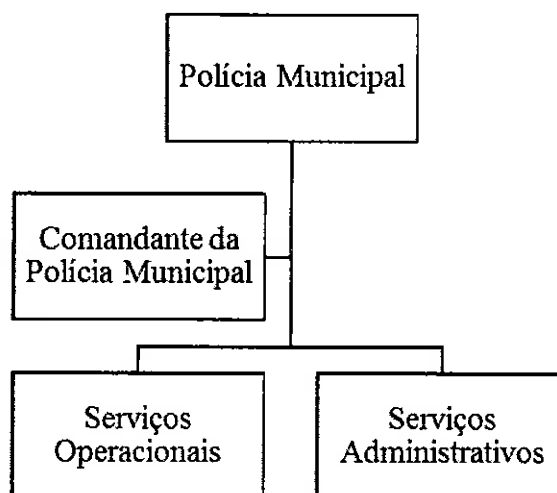 Polícia Municipal
Comandante da
Polícia Municipal
Serviços
Operacionais
Serviços
Administrativos